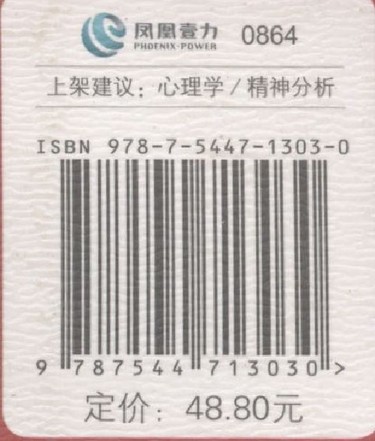 凤凰壹力 0864
PHOENIX-POWER
上架建议：心理学/精神分析
ISBN 978-7-5447-1303-0
9 787544 713030 >
定价：48.80元